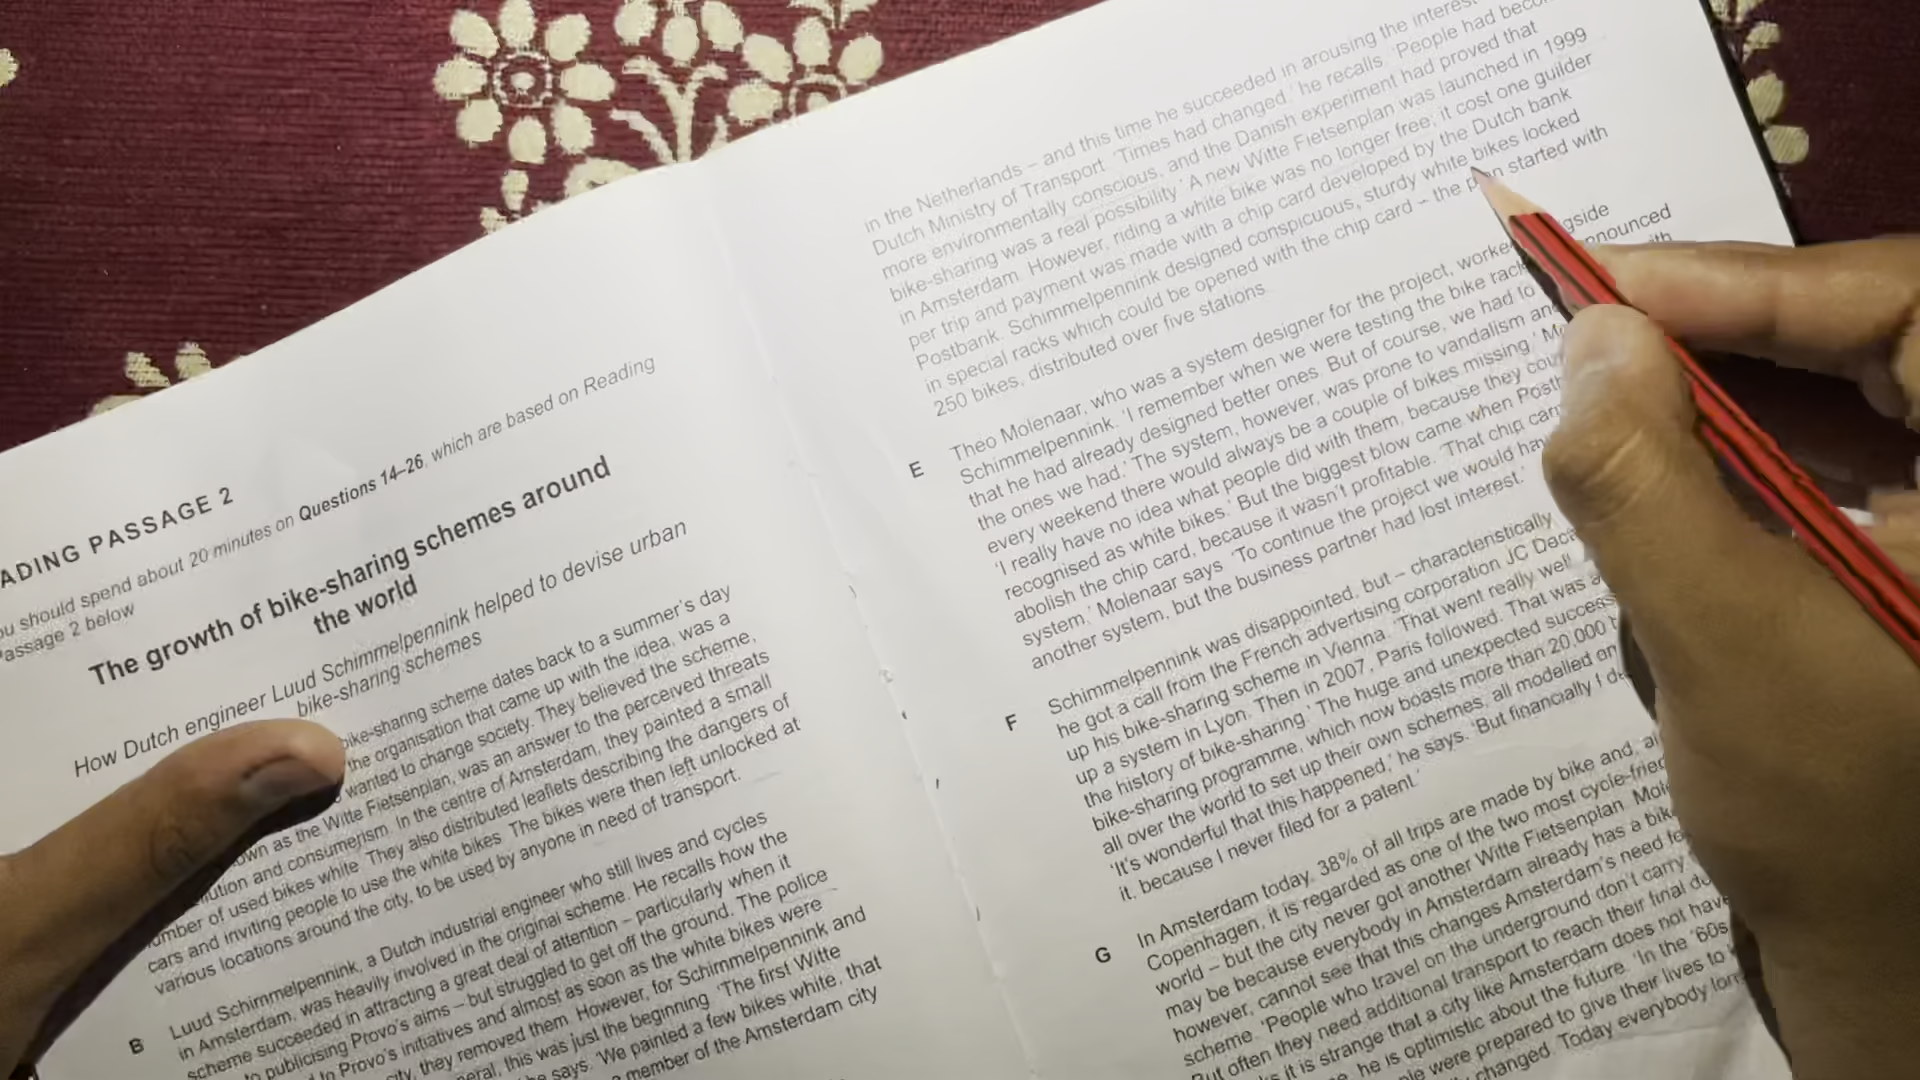 ADING PASSAGE 2
ou should spend about 20 minutes on Questions 14–26, which are based on Reading
Passage 2 below
The growth of bike-sharing schemes around
the world
How Dutch engineer Luud Schimmelpennink helped to devise urban
bike-sharing schemes
bike-sharing scheme dates back to a summer's day
the organisation that came up with the idea, was a
wanted to change society. They believed the scheme,
own as the Witte Fietsenplan, was an answer to the perceived threats
lution and consumerism. In the centre of Amsterdam, they painted a small
umber of used bikes white. They also distributed leaflets describing the dangers of
cars and inviting people to use the white bikes. The bikes were then left unlocked at
various locations around the city, to be used by anyone in need of transport.
B
Luud Schimmelpennink, a Dutch industrial engineer who still lives and cycles
in Amsterdam, was heavily involved in the original scheme. He recalls how the
scheme succeeded in attracting a great deal of attention – particularly when it
to publicising Provo's aims – but struggled to get off the ground. The police
d to Provo's initiatives and almost as soon as the white bikes were
city, they removed them. However, for Schimmelpennink and
neral, this was just the beginning. 'The first Witte
he says. 'We painted a few bikes white, that
member of the Amsterdam city
in the Netherlands – and this time he succeeded in arousing the interest
Dutch Ministry of Transport. 'Times had changed,' he recalls. 'People had becom
more environmentally conscious, and the Danish experiment had proved that
bike-sharing was a real possibility.' A new Witte Fietsenplan was launched in 1999
in Amsterdam. However, riding a white bike was no longer free; it cost one guilder
per trip and payment was made with a chip card developed by the Dutch bank
Postbank. Schimmelpennink designed conspicuous, sturdy white bikes locked
in special racks which could be opened with the chip card – the plan started with
250 bikes, distributed over five stations.
E
Theo Molenaar, who was a system designer for the project, worked gside
Schimmelpennink. 'I remember when we were testing the bike rack nnounced
that he had already designed better ones. But of course, we had to ith
the ones we had.' The system, however, was prone to vandalism and
every weekend there would always be a couple of bikes missing,' M
'I really have no idea what people did with them, because they cou
recognised as white bikes.' But the biggest blow came when Postb
abolish the chip card, because it wasn't profitable. 'That chip car
system,' Molenaar says. 'To continue the project we would hav
another system, but the business partner had lost interest.'
F
Schimmelpennink was disappointed, but – characteristically
he got a call from the French advertising corporation JC Deca
up his bike-sharing scheme in Vienna. 'That went really well.
up a system in Lyon. Then in 2007, Paris followed. That was a
the history of bike-sharing.' The huge and unexpected success
bike-sharing programme, which now boasts more than 20,000
all over the world to set up their own schemes, all modelled on
'It's wonderful that this happened,' he says. 'But financially I d
it, because I never filed for a patent.'
G
In Amsterdam today, 38% of all trips are made by bike and, al
Copenhagen, it is regarded as one of the two most cycle-frien
world – but the city never got another Witte Fietsenplan. Mole
may be because everybody in Amsterdam already has a bik
however, cannot see that this changes Amsterdam's need fo
scheme. 'People who travel on the underground don't carry
But often they need additional transport to reach their final de
it is strange that a city like Amsterdam does not have
he is optimistic about the future. 'In the '60s
ple were prepared to give their lives to
changed. Today everybody